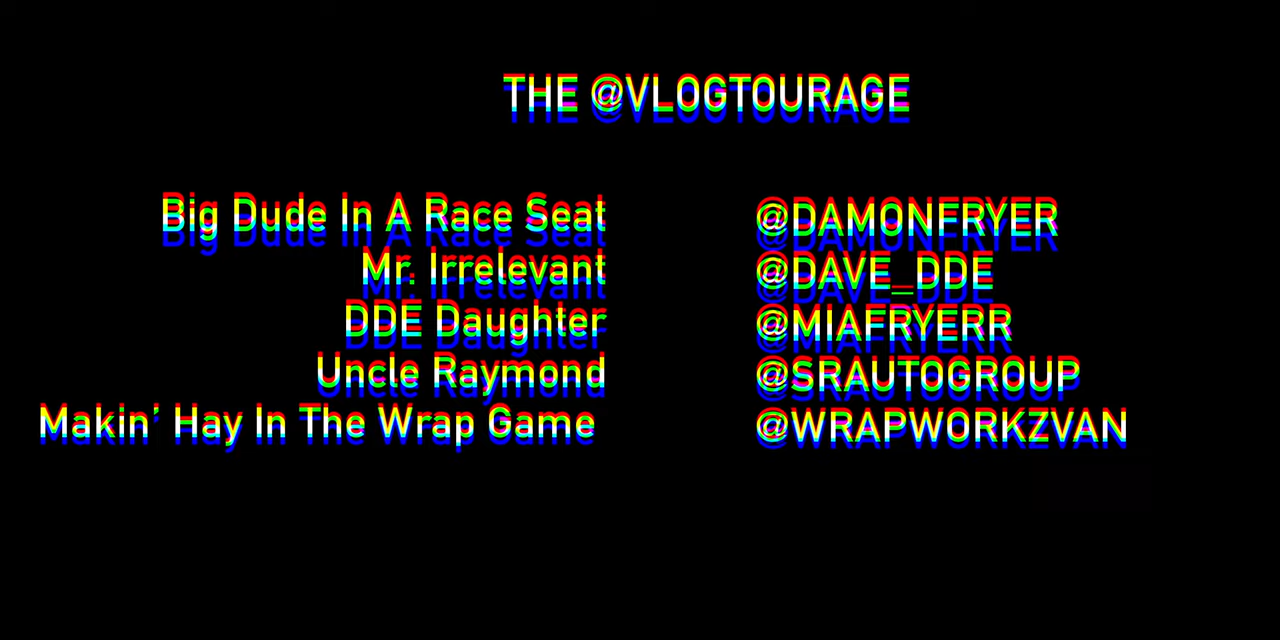 THE @VLOGTOURAGE
Big Dude In A Race Seat @DAMONFRYER
Mr. Irrelevant @DAVE_DDE
DDE Daughter @MIAFRYERR
Uncle Raymond @SRAUTOGROUP
Makin' Hay In The Wrap Game @WRAPWORKZVAN